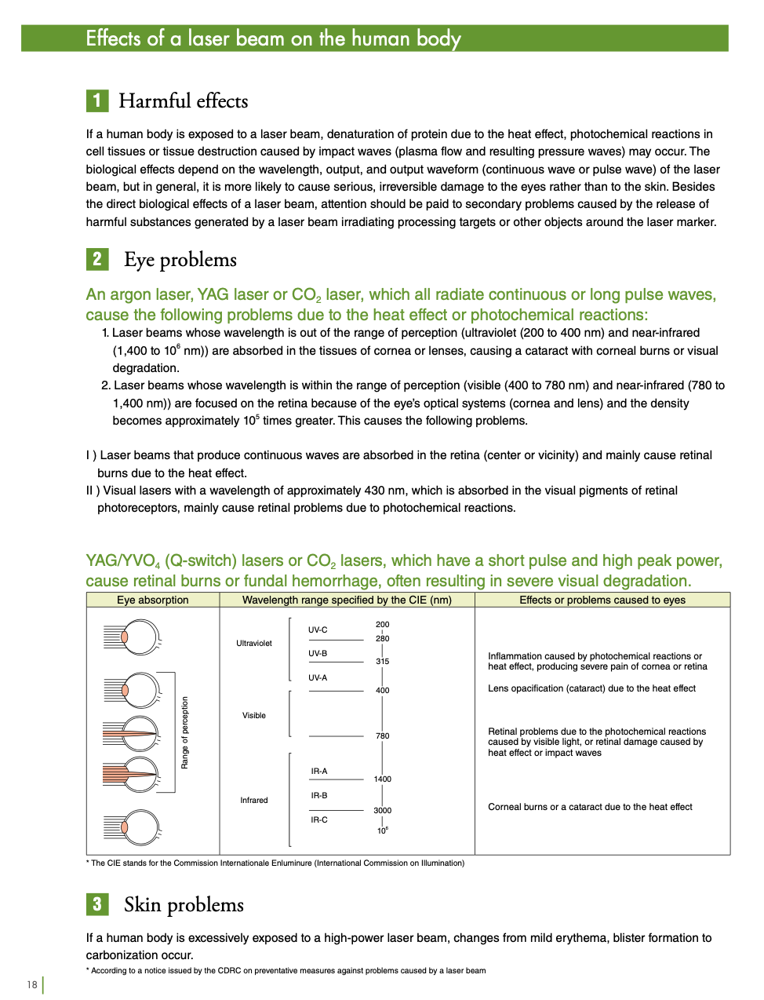 Effects of a laser beam on the human body
1 Harmful effects
If a human body is exposed to a laser beam, denaturation of protein due to the heat effect, photochemical reactions in
cell tissues or tissue destruction caused by impact waves (plasma flow and resulting pressure waves) may occur. The
biological effects depend on the wavelength, output, and output waveform (continuous wave or pulse wave) of the laser
beam, but in general, it is more likely to cause serious, irreversible damage to the eyes rather than to the skin. Besides
the direct biological effects of a laser beam, attention should be paid to secondary problems caused by the release of
harmful substances generated by a laser beam irradiating processing targets or other objects around the laser marker.
2 Eye problems
An argon laser, YAG laser or CO₂ laser, which all radiate continuous or long pulse waves,
cause the following problems due to the heat effect or photochemical reactions:
1. Laser beams whose wavelength is out of the range of perception (ultraviolet (200 to 400 nm) and near-infrared
(1,400 to 10⁶ nm)) are absorbed in the tissues of cornea or lenses, causing a cataract with corneal burns or visual
degradation.
2. Laser beams whose wavelength is within the range of perception (visible (400 to 780 nm) and near-infrared (780 to
1,400 nm)) are focused on the retina because of the eye's optical systems (cornea and lens) and the density
becomes approximately 10⁵ times greater. This causes the following problems.
I ) Laser beams that produce continuous waves are absorbed in the retina (center or vicinity) and mainly cause retinal
burns due to the heat effect.
II ) Visual lasers with a wavelength of approximately 430 nm, which is absorbed in the visual pigments of retinal
photoreceptors, mainly cause retinal problems due to photochemical reactions.
YAG/YVO₄ (Q-switch) lasers or CO₂ lasers, which have a short pulse and high peak power,
cause retinal burns or fundal hemorrhage, often resulting in severe visual degradation.
Eye absorption
Wavelength range specified by the CIE (nm)
Effects or problems caused to eyes
Range of perception
Ultraviolet
Visible
Infrared
UV-C
UV-B
UV-A
IR-A
IR-B
IR-C
200
280
315
400
780
1400
3000
10⁶
Inflammation caused by photochemical reactions or
heat effect, producing severe pain of cornea or retina
Lens opacification (cataract) due to the heat effect
Retinal problems due to the photochemical reactions
caused by visible light, or retinal damage caused by
heat effect or impact waves
Corneal burns or a cataract due to the heat effect
* The CIE stands for the Commission Internationale Enluminure (International Commission on Illumination)
3 Skin problems
If a human body is excessively exposed to a high-power laser beam, changes from mild erythema, blister formation to
carbonization occur.
* According to a notice issued by the CDRC on preventative measures against problems caused by a laser beam
18